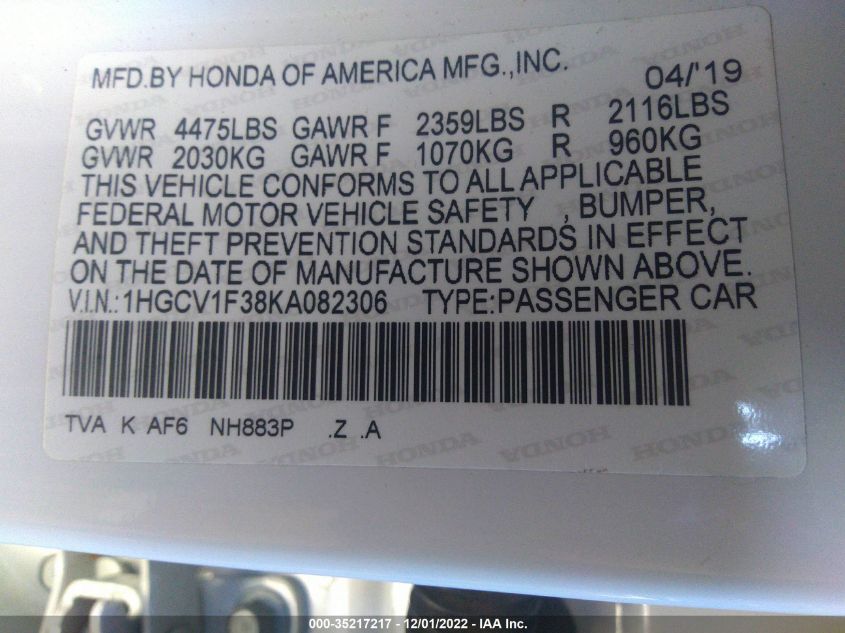 MFD.BY HONDA OF AMERICA MFG.,INC. 04/'19
GVWR 4475LBS GAWR F 2359LBS R 2116LBS
GVWR 2030KG GAWR F 1070KG R 960KG
THIS VEHICLE CONFORMS TO ALL APPLICABLE
FEDERAL MOTOR VEHICLE SAFETY , BUMPER,
AND THEFT PREVENTION STANDARDS IN EFFECT
ON THE DATE OF MANUFACTURE SHOWN ABOVE.
V.I.N.:1HGCV1F38KA082306 TYPE:PASSENGER CAR
TVA K AF6 NH883P .Z .A
000-35217217 - 12/01/2022 - IAA Inc.